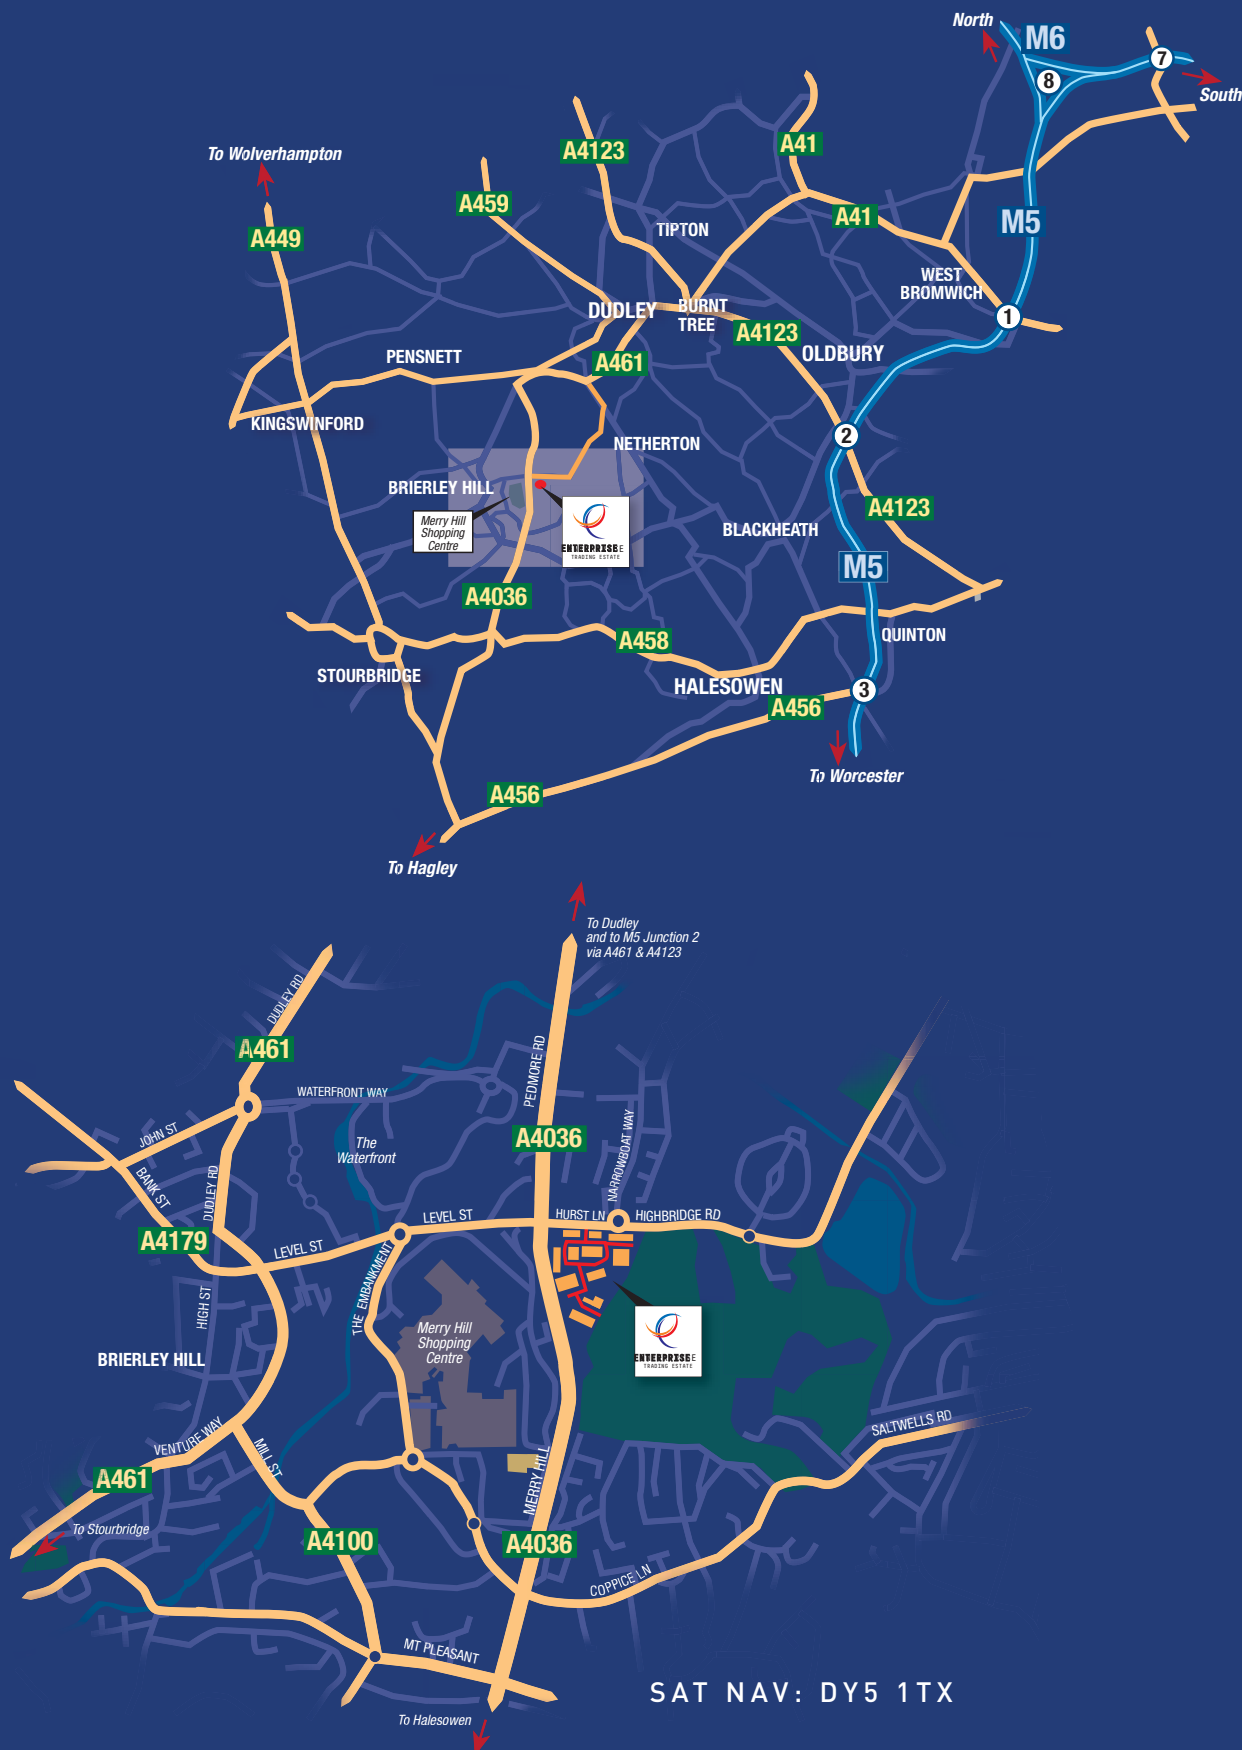 North
M6
7
8
South
To Wolverhampton
A4123
A41
A459
A449
TIPTON
A41
M5
WEST
BROMWICH
DUDLEY
BURNT
TREE
1
A4123
OLDBURY
PENSNETT
A461
KINGSWINFORD
2
NETHERTON
BRIERLEY HILL
Merry Hill
Shopping
Centre
ENTERPRISE
TRADING ESTATE
A4123
BLACKHEATH
M5
A4036
A458
QUINTON
STOURBRIDGE
HALESOWEN
3
A456
To Worcester
A456
To Hagley
To Dudley
and to M5 Junction 2
via A461 & A4123
DUDLEY RD
A461
PEDMORE RD
WATERFRONT WAY
JOHN ST
The
Waterfront
A4036
NARROWBOAT WAY
BANK ST
DUDLEY RD
LEVEL ST
HURST LN
HIGHBRIDGE RD
A4179
LEVEL ST
THE EMBANKMENT
HIGH ST
Merry Hill
Shopping
Centre
ENTERPRISE
TRADING ESTATE
BRIERLEY HILL
SALTWELLS RD
VENTURE WAY
MILL ST
A461
MERRY HILL
To Stourbridge
A4100
A4036
COPPICE LN
MT PLEASANT
SAT NAV: DY5 1TX
To Halesowen